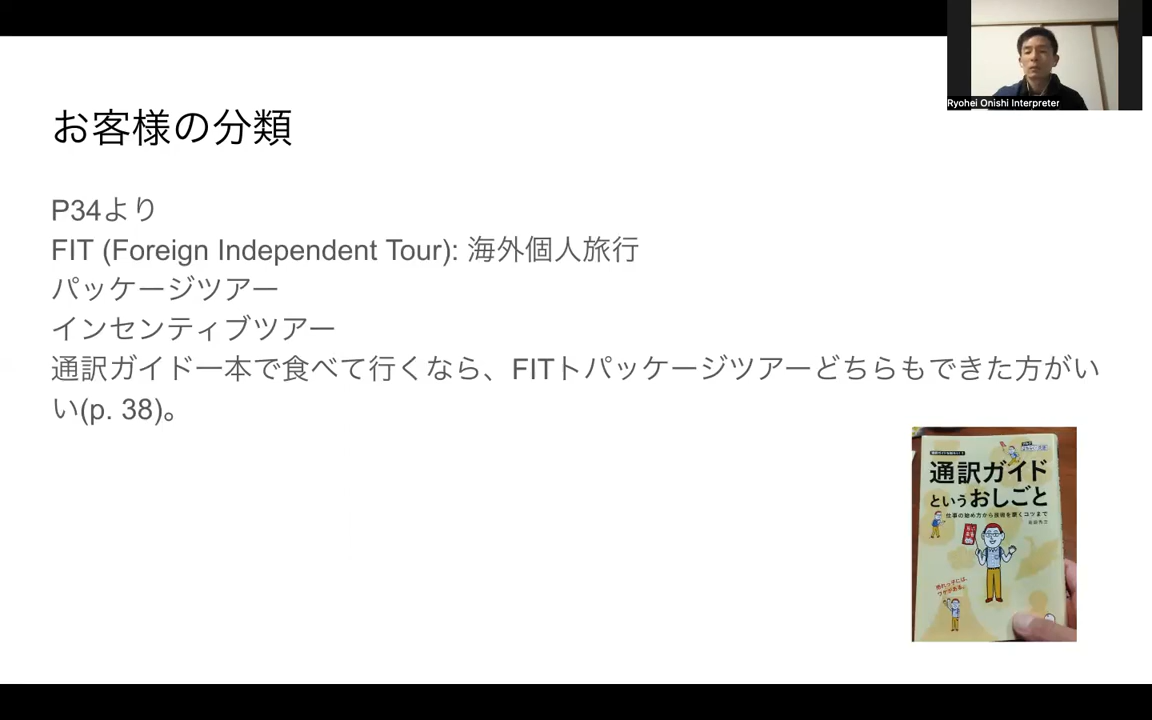 Ryohei Onishi Interpreter
お客様の分類
P34より
FIT (Foreign Independent Tour): 海外個人旅行
パッケージツアー
インセンティブツアー
通訳ガイド一本で食べて行くなら、FITトパッケージツアーどちらもできた方がい
い(p. 38)。
通訳ガイド
というおしごと
仕事の始め方から技術を磨くコツまで